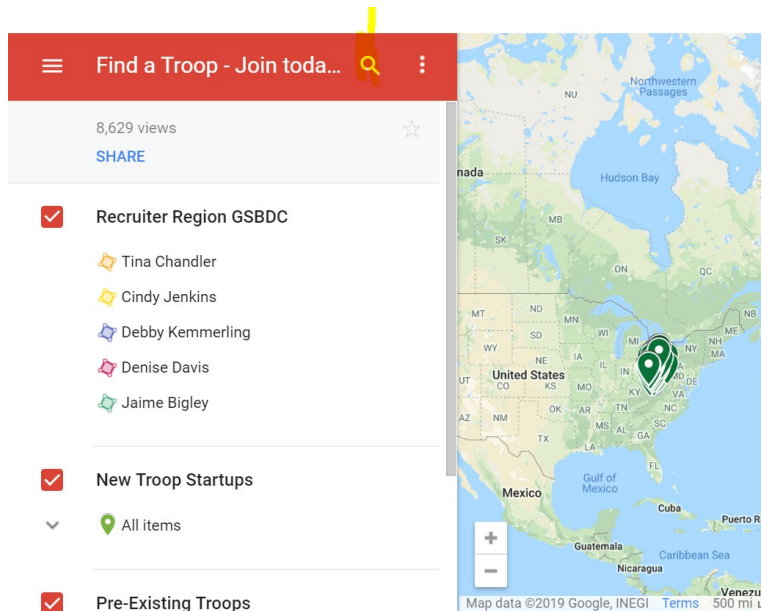 Find a Troop - Join toda...
8,629 views
SHARE
Recruiter Region GSBDC
Tina Chandler
Cindy Jenkins
Debby Kemmerling
Denise Davis
Jaime Bigley
New Troop Startups
All items
Pre-Existing Troops
Northwestern
Passages
NU
nada
Hudson Bay
MB
SK
ON
QC
NB
MT
ND
MN
SD
WI
MI
NY
NH
ME
MA
WY
NE
IA
IL
IN
United States
UT
CO
KS
MO
KY
MD
DE
VA
OK
AR
TN
NC
AZ
NM
MS
AL
SC
GA
TX
LA
FL
Gulf of
Mexico
Mexico
Cuba
Puerto R
Guatemala
Caribbean Sea
Nicaragua
Venezu
+
−
Map data ©2019 Google, INEGI Terms 500 mi